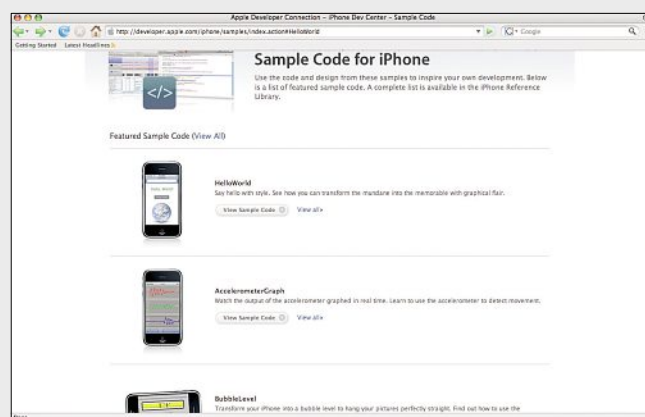 Apple Developer Connection – iPhone Dev Center – Sample Code
http://developer.apple.com/iphone/samples/index.action#HelloWorld
Google
Getting Started Latest Headlines
Sample Code for iPhone
Use the code and design from these samples to inspire your own development. Below
is a list of featured sample code. A complete list is available in the iPhone Reference
Library.
</>
Featured Sample Code (View All)
HelloWorld
Say hello with style. See how you can transform the mundane into the memorable with graphical flair.
View Sample Code View all»
AccelerometerGraph
Watch the output of the accelerometer graphed in real time. Learn to use the accelerometer to detect movement.
View Sample Code View all»
BubbleLevel
Transform your iPhone into a bubble level to hang your pictures perfectly straight. Find out how to use the